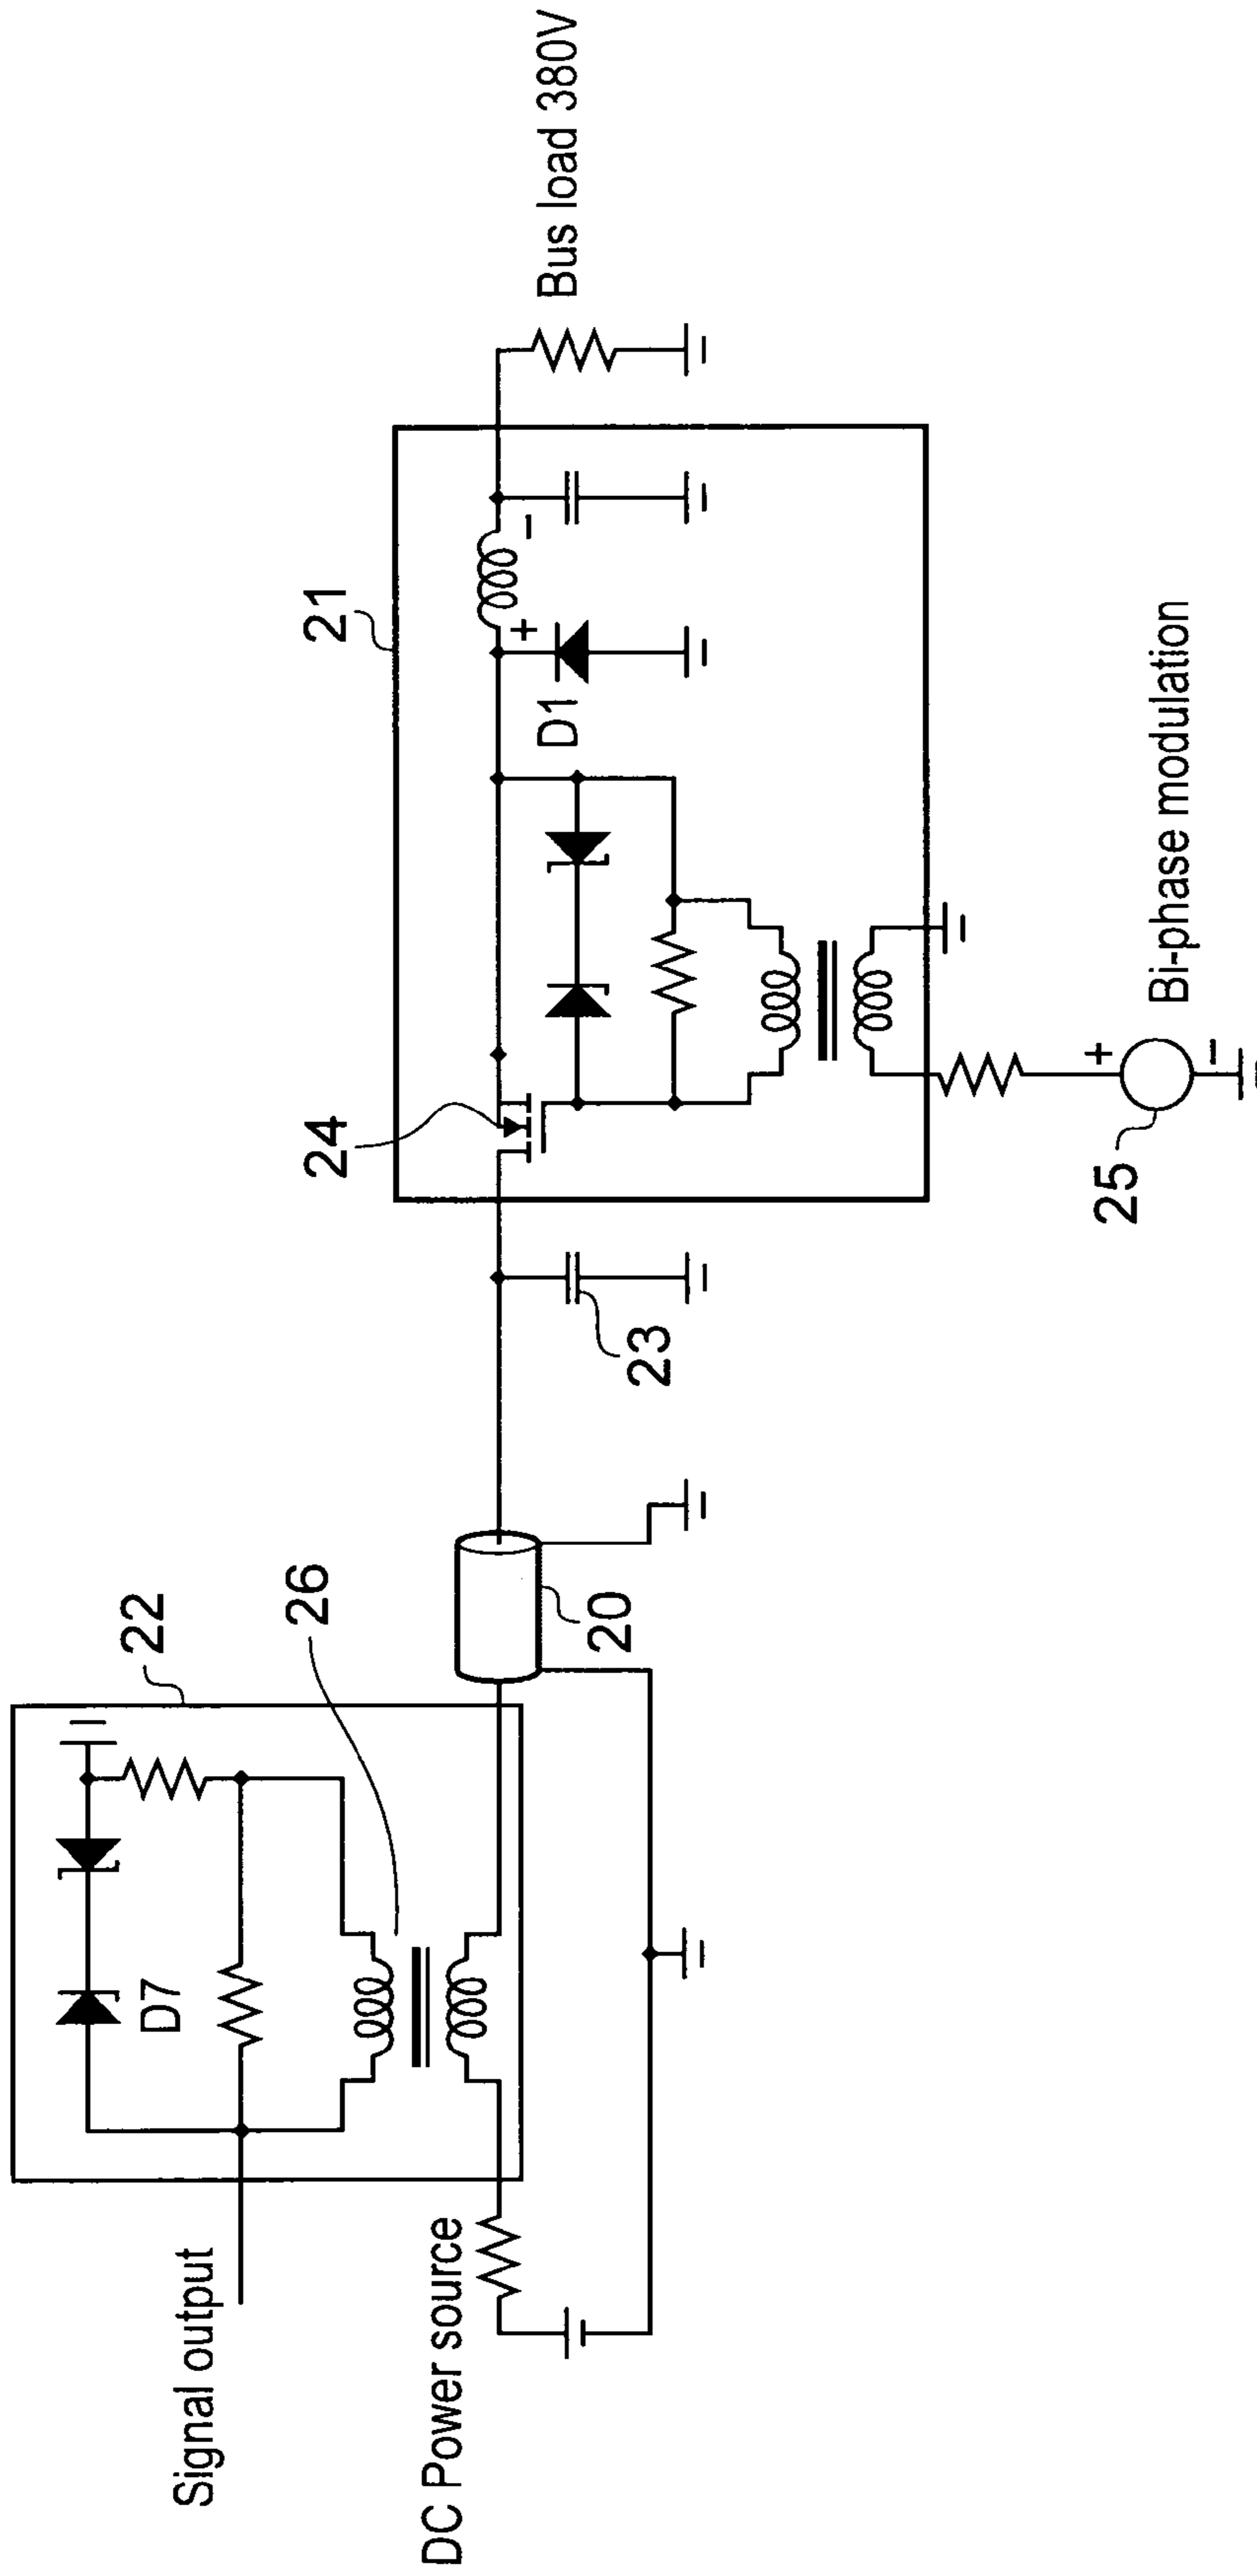 Signal output
22
D7
26
DC Power source
20
23
21
24
D1
+
-
Bus load 380V
25
+
-
Bi-phase modulation